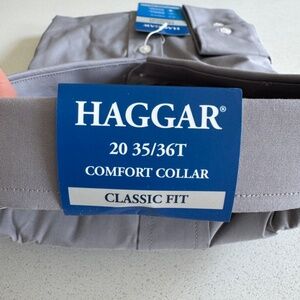 HAGGAR®
20 35/36T
COMFORT COLLAR
CLASSIC FIT